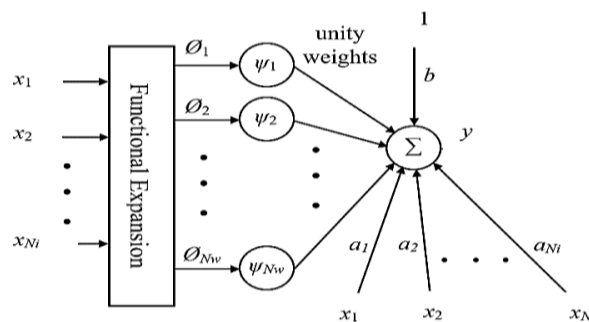 1
Ø1
ψ1
unity
weights
b
x1
Functional Expansion
x2
Ø2
ψ2
Σ
y
xNi
ØNw
ψNw
a1
a2
aNi
x1
x2
xN